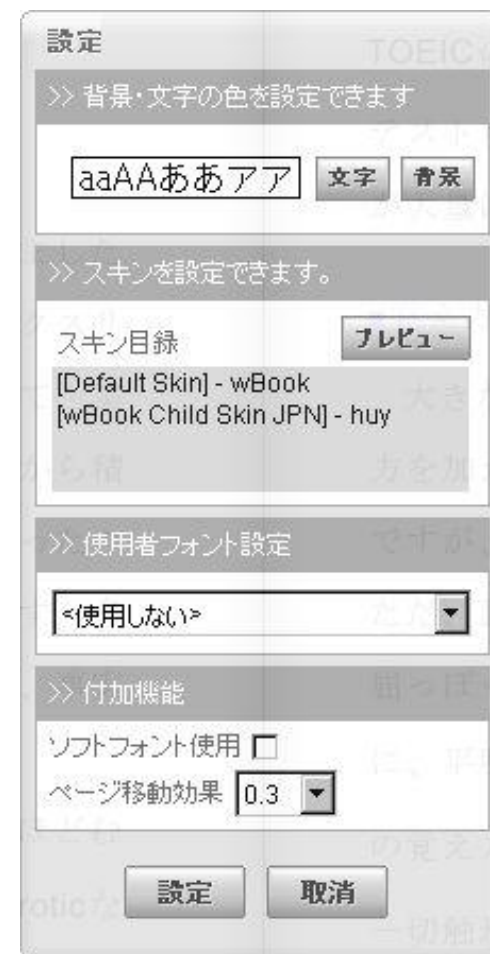 設定
TOEIC
>> 背景・文字の色を設定できます
aaAAああアア 文字 背景
>> スキンを設定できます。
スキン目録 プレビュー
[Default Skin] - wBook
[wBook Child Skin JPN] - huy
>> 使用者フォント設定
<使用しない>
>> 付加機能
ソフトフォント使用
ページ移動効果 0.3
設定 取消